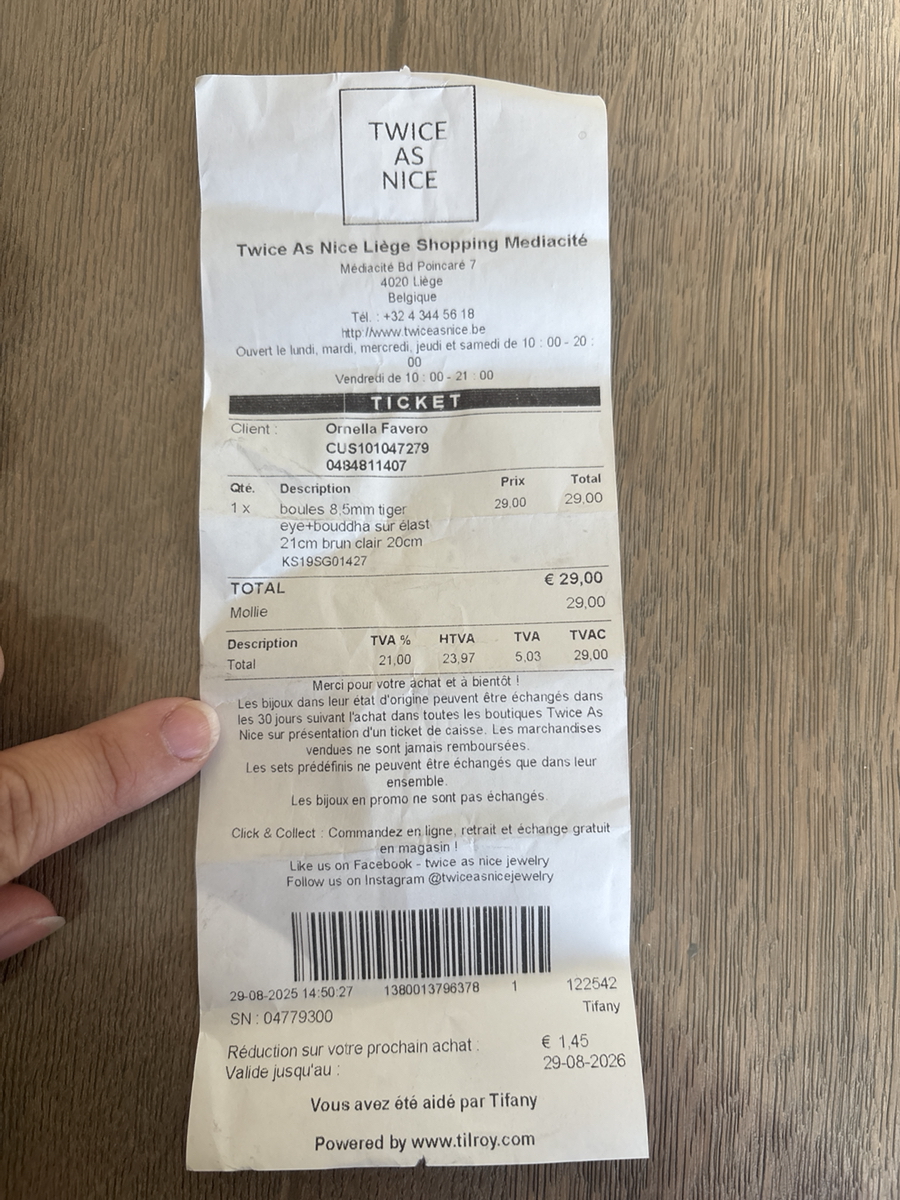 TWICE
AS
NICE
Twice As Nice Liège Shopping Mediacité
Médiacité Bd Poincaré 7
4020 Liège
Belgique
Tél. : +32 4 344 56 18
http://www.twiceasnice.be
Ouvert le lundi, mardi, mercredi, jeudi et samedi de 10 : 00 - 20 :
00
Vendredi de 10 : 00 - 21 : 00
TICKET
Client : Ornella Favero
CUS101047279
0484811407
Qté. Description Prix Total
1 x boules 8,5mm tiger 29,00 29,00
eye+bouddha sur élast
21cm brun clair 20cm
KS19SG01427
TOTAL € 29,00
Mollie 29,00
Description TVA % HTVA TVA TVAC
Total 21,00 23,97 5,03 29,00
Merci pour votre achat et à bientôt !
Les bijoux dans leur état d'origine peuvent être échangés dans
les 30 jours suivant l'achat dans toutes les boutiques Twice As
Nice sur présentation d'un ticket de caisse. Les marchandises
vendues ne sont jamais remboursées.
Les sets prédéfinis ne peuvent être échangés que dans leur
ensemble.
Les bijoux en promo ne sont pas échangés.
Click & Collect : Commandez en ligne, retrait et échange gratuit
en magasin !
Like us on Facebook - twice as nice jewelry
Follow us on Instagram @twiceasnicejewelry
29-08-2025 14:50:27 1380013796378 1 122542
SN : 04779300 Tifany
Réduction sur votre prochain achat : € 1,45
Valide jusqu'au : 29-08-2026
Vous avez été aidé par Tifany
Powered by www.tilroy.com